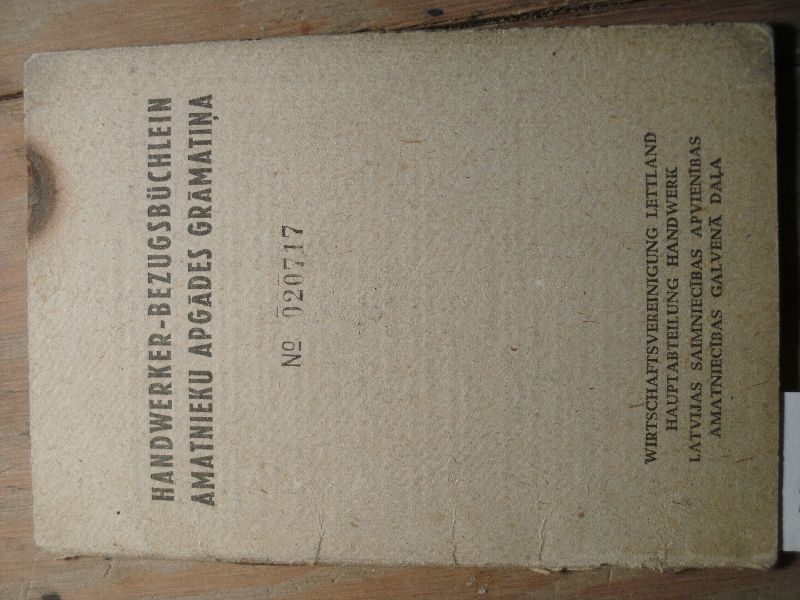 HANDWERKER-BEZUGSBÜCHLEIN
AMATNIEKU APGĀDES GRĀMATIŅA
№ 020717
WIRTSCHAFTSVEREINIGUNG LETTLAND
HAUPTABTEILUNG HANDWERK
LATVIJAS SAIMNIECĪBAS APVIENĪBAS
AMATNIECĪBAS GALVENĀ DAĻA